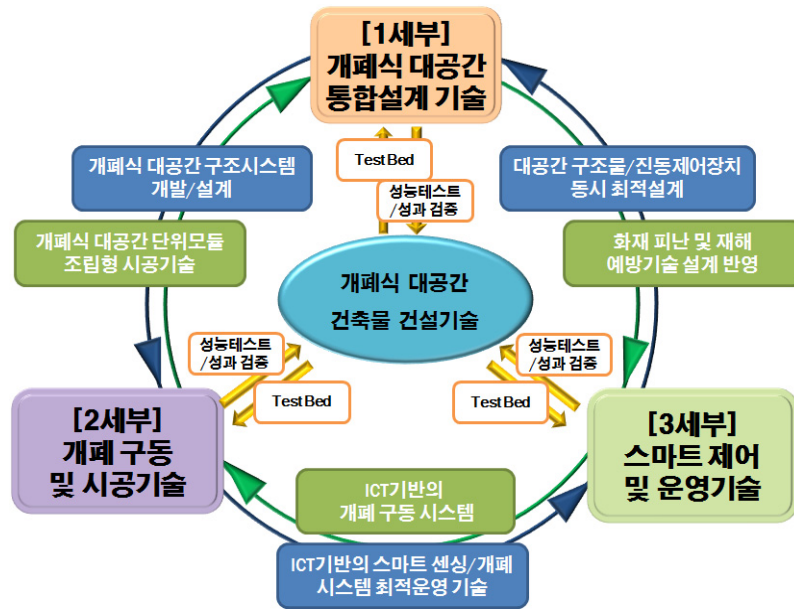 [1세부]
개폐식 대공간
통합설계 기술
Test Bed
성능테스트
/성과 검증
개폐식 대공간 구조시스템
개발/설계
대공간 구조물/진동제어장치
동시 최적설계
개폐식 대공간 단위모듈
조립형 시공기술
화재 피난 및 재해
예방기술 설계 반영
개폐식 대공간
건축물 건설기술
성능테스트
/성과 검증
Test Bed
성능테스트
/성과 검증
Test Bed
[2세부]
개폐 구동
및 시공기술
[3세부]
스마트 제어
및 운영기술
ICT기반의
개폐 구동 시스템
ICT기반의 스마트 센싱/개폐
시스템 최적운영 기술